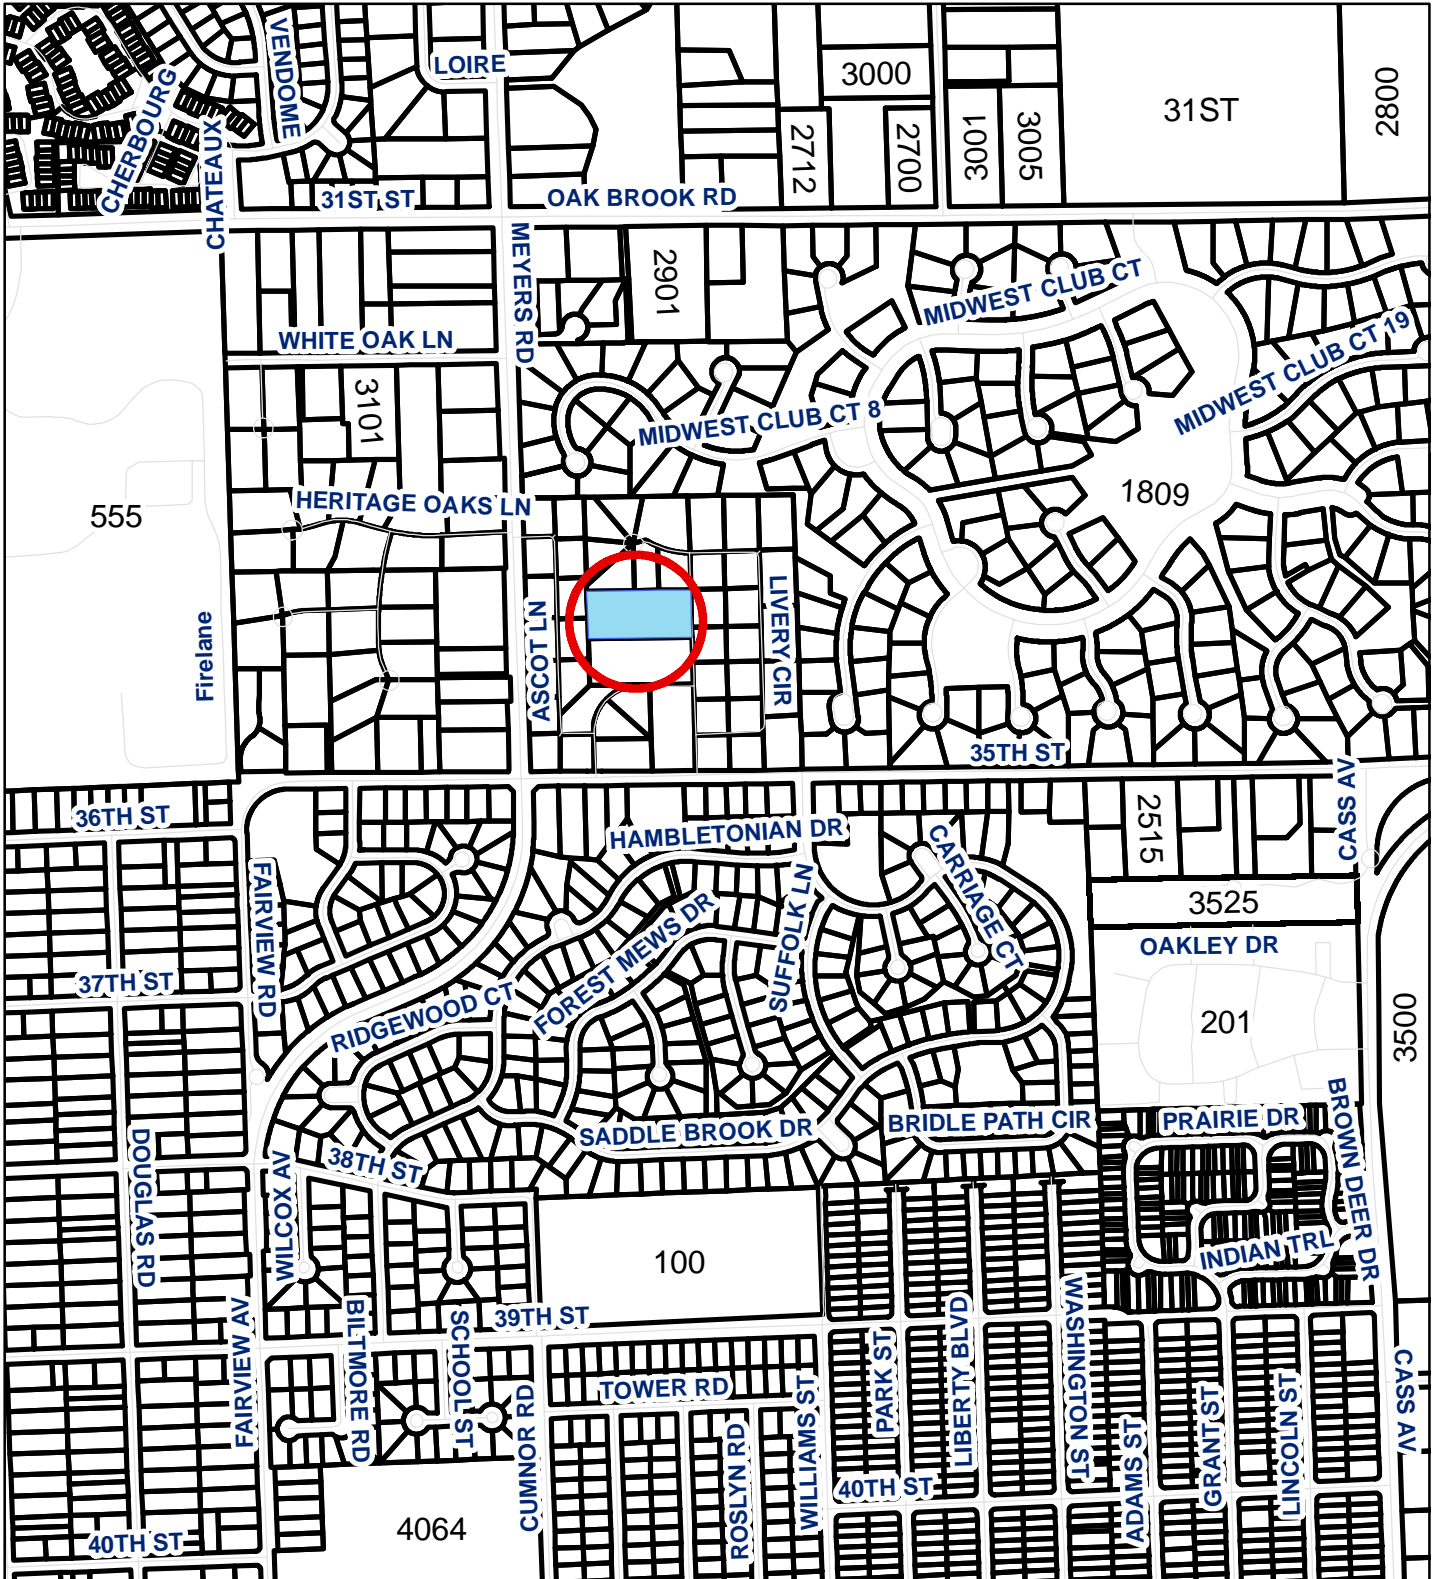 VENDOME
LOIRE
CHERBOURG
CHATEAUX
3000
2712
2700
3001
3005
31ST
2800
31ST ST
OAK BROOK RD
MEYERS RD
2901
MIDWEST CLUB CT
WHITE OAK LN
3101
MIDWEST CLUB CT 19
MIDWEST CLUB CT 8
555
HERITAGE OAKS LN
1809
Firelane
ASCOT LN
LIVERY CIR
35TH ST
CASS AV
36TH ST
HAMBLETONIAN DR
2515
CARRIAGE CT
FAIRVIEW RD
SUFFOLK LN
3525
FOREST MEWS DR
OAKLEY DR
37TH ST
RIDGEWOOD CT
201
3500
SADDLE BROOK DR
BRIDLE PATH CIR
PRAIRIE DR
BROWN DEER DR
DOUGLAS RD
WILCOX AV
38TH ST
100
INDIAN TRL
FAIRVIEW AV
BILTMORE RD
SCHOOL ST
39TH ST
PARK ST
LIBERTY BLVD
WASHINGTON ST
TOWER RD
CUMNOR RD
ROSLYN RD
WILLIAMS ST
ADAMS ST
GRANT ST
LINCOLN ST
CASS AV
40TH ST
4064
40TH ST